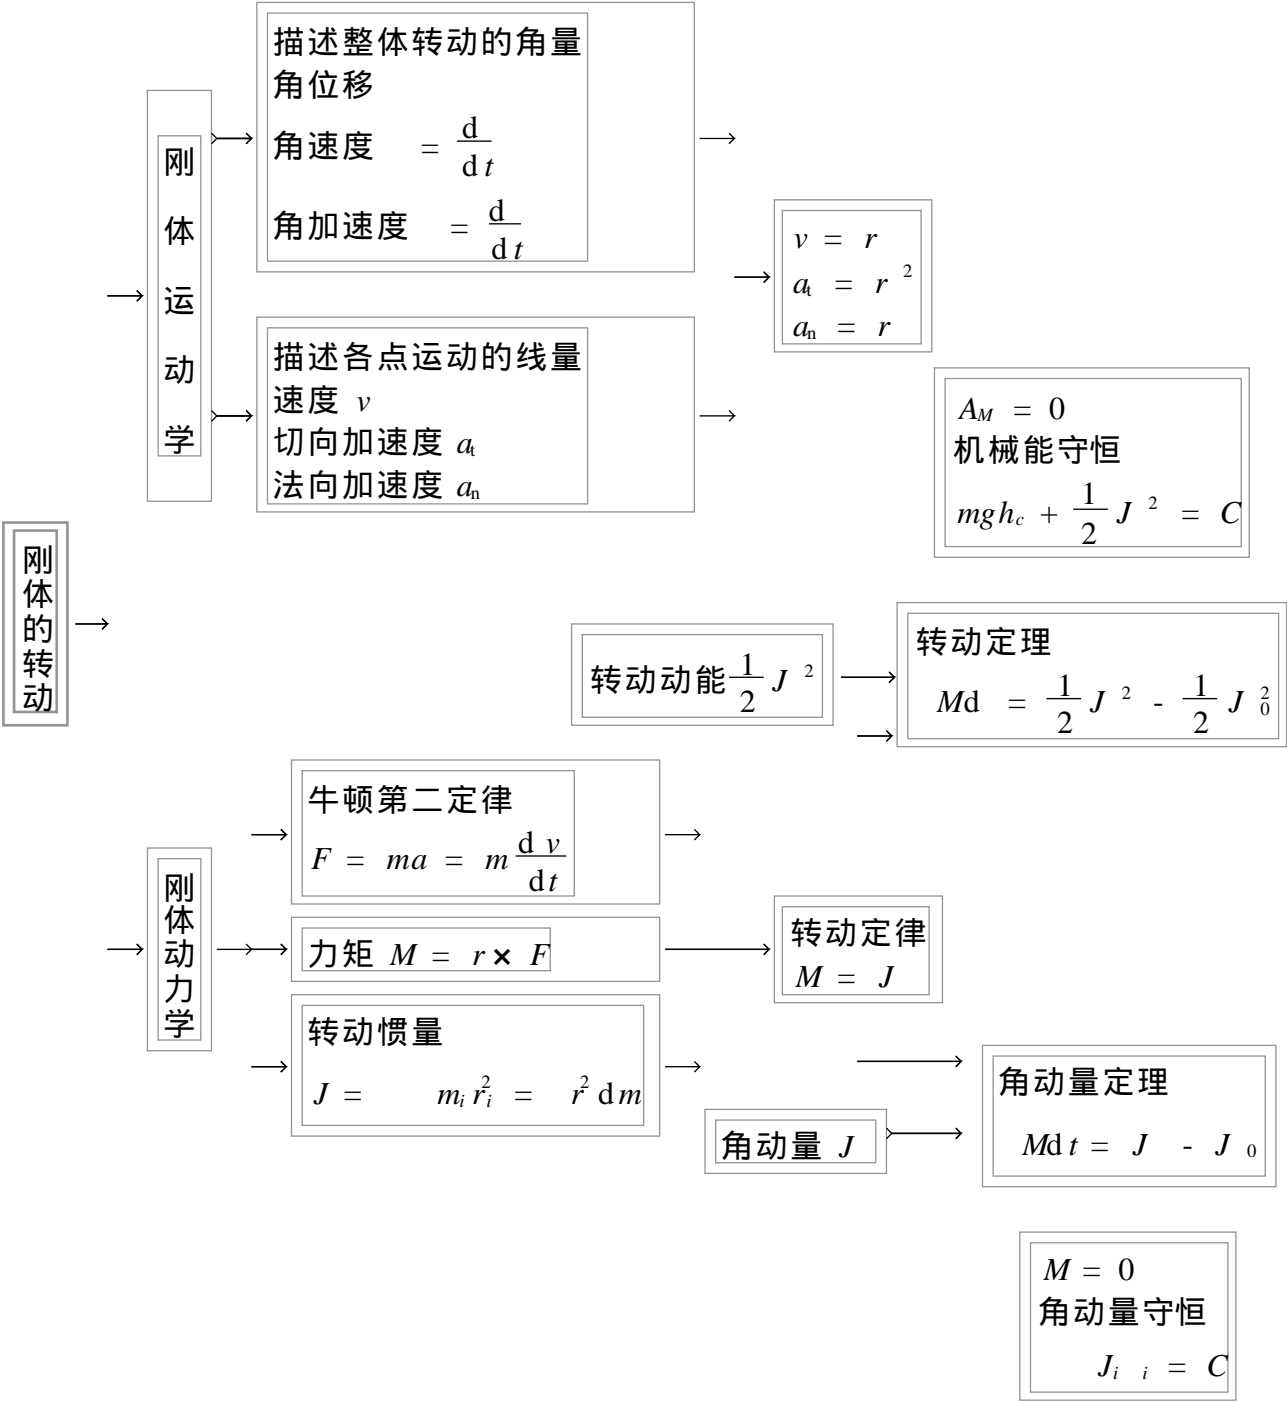 刚体的转动
刚体运动学
描述整体转动的角量
角位移
角速度 = d / d t
角加速度 = d / d t
描述各点运动的线量
速度 v
切向加速度 at
法向加速度 an
v = r
at = r 2
an = r
AM = 0
机械能守恒
mghc + 1/2 J 2 = C
转动动能 1/2 J 2
转动定理
Md = 1/2 J 2 - 1/2 J 2 0
刚体动力学
牛顿第二定律
F = ma = m d v / d t
力矩 M = r × F
转动惯量
J = mi ri2 = r2 dm
转动定律
M = J
角动量 J
角动量定理
Md t = J - J 0
M = 0
角动量守恒
Ji i = C